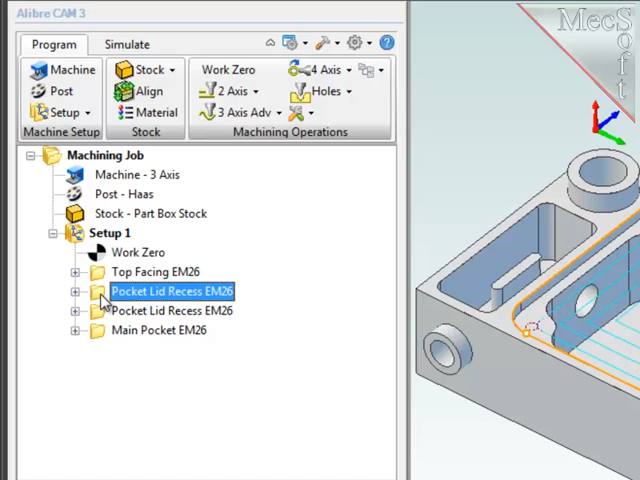 Alibre CAM 3
MecSoft
Program Simulate
Machine Stock Work Zero 4 Axis
Post Align 2 Axis Holes
Setup Material 3 Axis Adv
Machine Setup Stock Machining Operations
Machining Job
Machine - 3 Axis
Post - Haas
Stock - Part Box Stock
Setup 1
Work Zero
Top Facing EM26
Pocket Lid Recess EM26
Pocket Lid Recess EM26
Main Pocket EM26